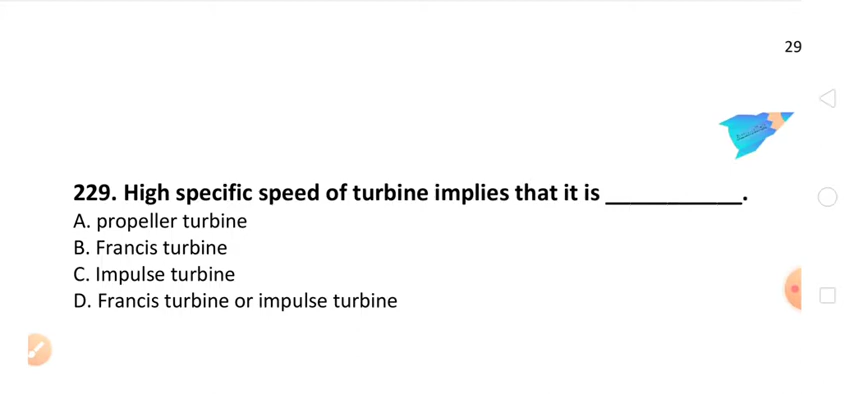 29
229. High specific speed of turbine implies that it is ____________.
A. propeller turbine
B. Francis turbine
C. Impulse turbine
D. Francis turbine or impulse turbine